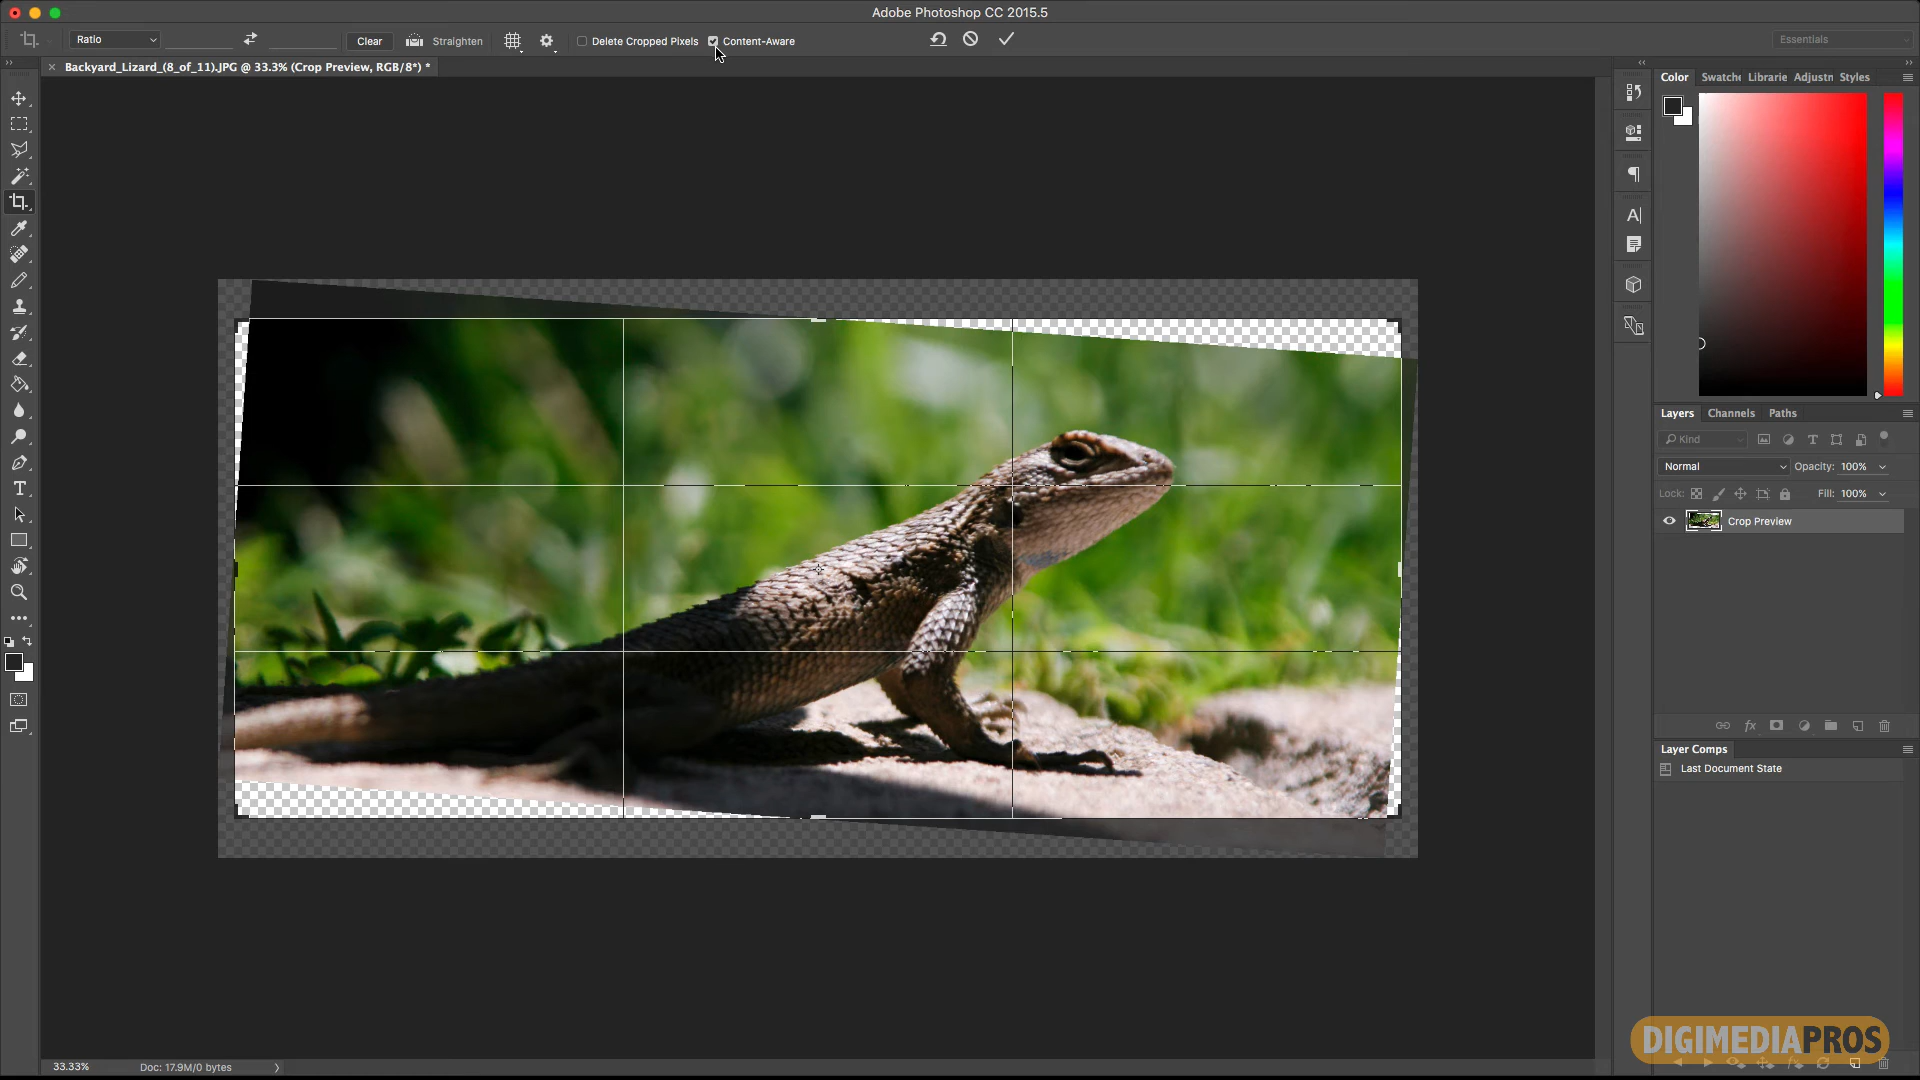 Adobe Photoshop CC 2015.5
Ratio
Clear
Straighten
Delete Cropped Pixels
Content-Aware
Essentials
Backyard_Lizard_(8_of_11).JPG @ 33.3% (Crop Preview, RGB/8*) *
Color
Swatche
Librarie
Adjustn
Styles
Layers
Channels
Paths
Kind
Normal
Opacity: 100%
Lock:
Fill: 100%
Crop Preview
Layer Comps
Last Document State
33.33%
Doc: 17.9M/0 bytes
DIGIMEDIAPROS